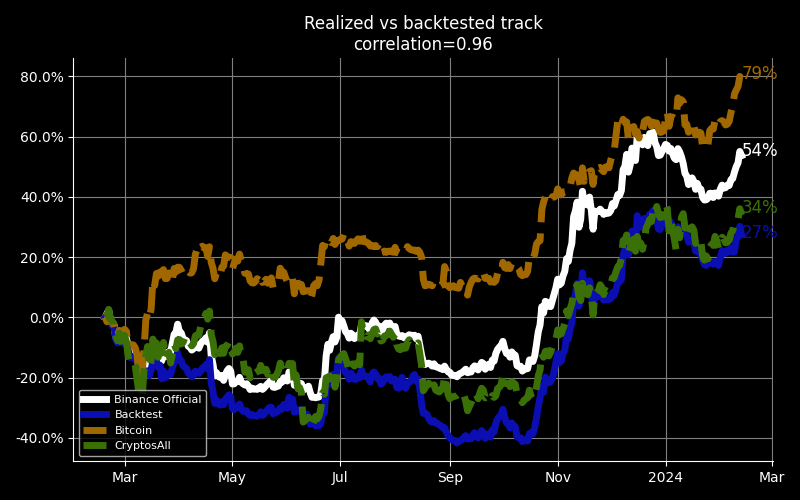 Realized vs backtested track
correlation=0.96
80.0%
60.0%
40.0%
20.0%
0.0%
-20.0%
-40.0%
79%
54%
34%
27%
Binance Official
Backtest
Bitcoin
CryptosAll
Mar May Jul Sep Nov 2024 Mar